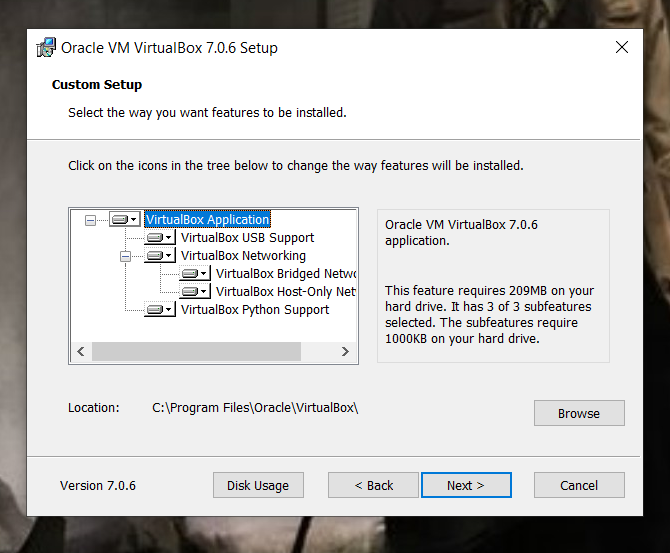 Oracle VM VirtualBox 7.0.6 Setup
Custom Setup
Select the way you want features to be installed.
Click on the icons in the tree below to change the way features will be installed.
VirtualBox Application
VirtualBox USB Support
VirtualBox Networking
VirtualBox Bridged Netwo
VirtualBox Host-Only Net
VirtualBox Python Support
Oracle VM VirtualBox 7.0.6
application.
This feature requires 209MB on your
hard drive. It has 3 of 3 subfeatures
selected. The subfeatures require
1000KB on your hard drive.
Location:
C:\Program Files\Oracle\VirtualBox\
Browse
Version 7.0.6
Disk Usage
< Back
Next >
Cancel